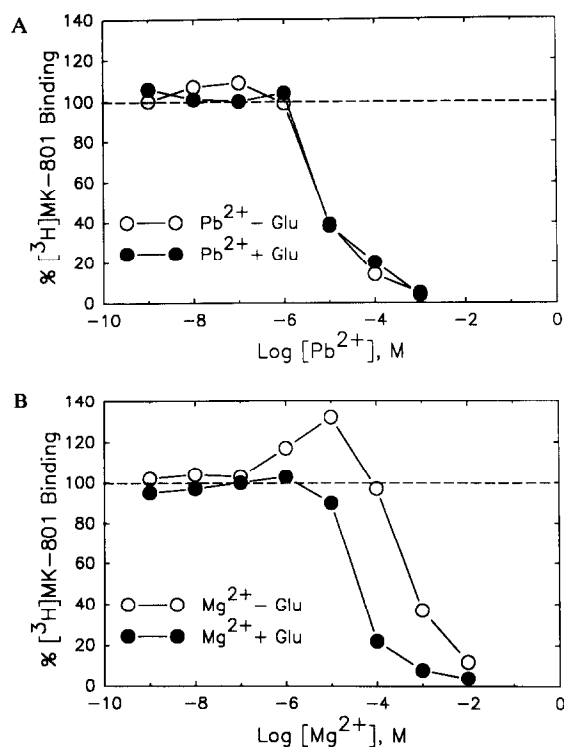 A
140
120
100
80
60
40
20
0
% [³H]MK-801 Binding
Pb²⁺ − Glu
Pb²⁺ + Glu
−10 −8 −6 −4 −2 0
Log [Pb²⁺], M
B
140
120
100
80
60
40
20
0
% [³H]MK-801 Binding
Mg²⁺ − Glu
Mg²⁺ + Glu
−10 −8 −6 −4 −2 0
Log [Mg²⁺], M